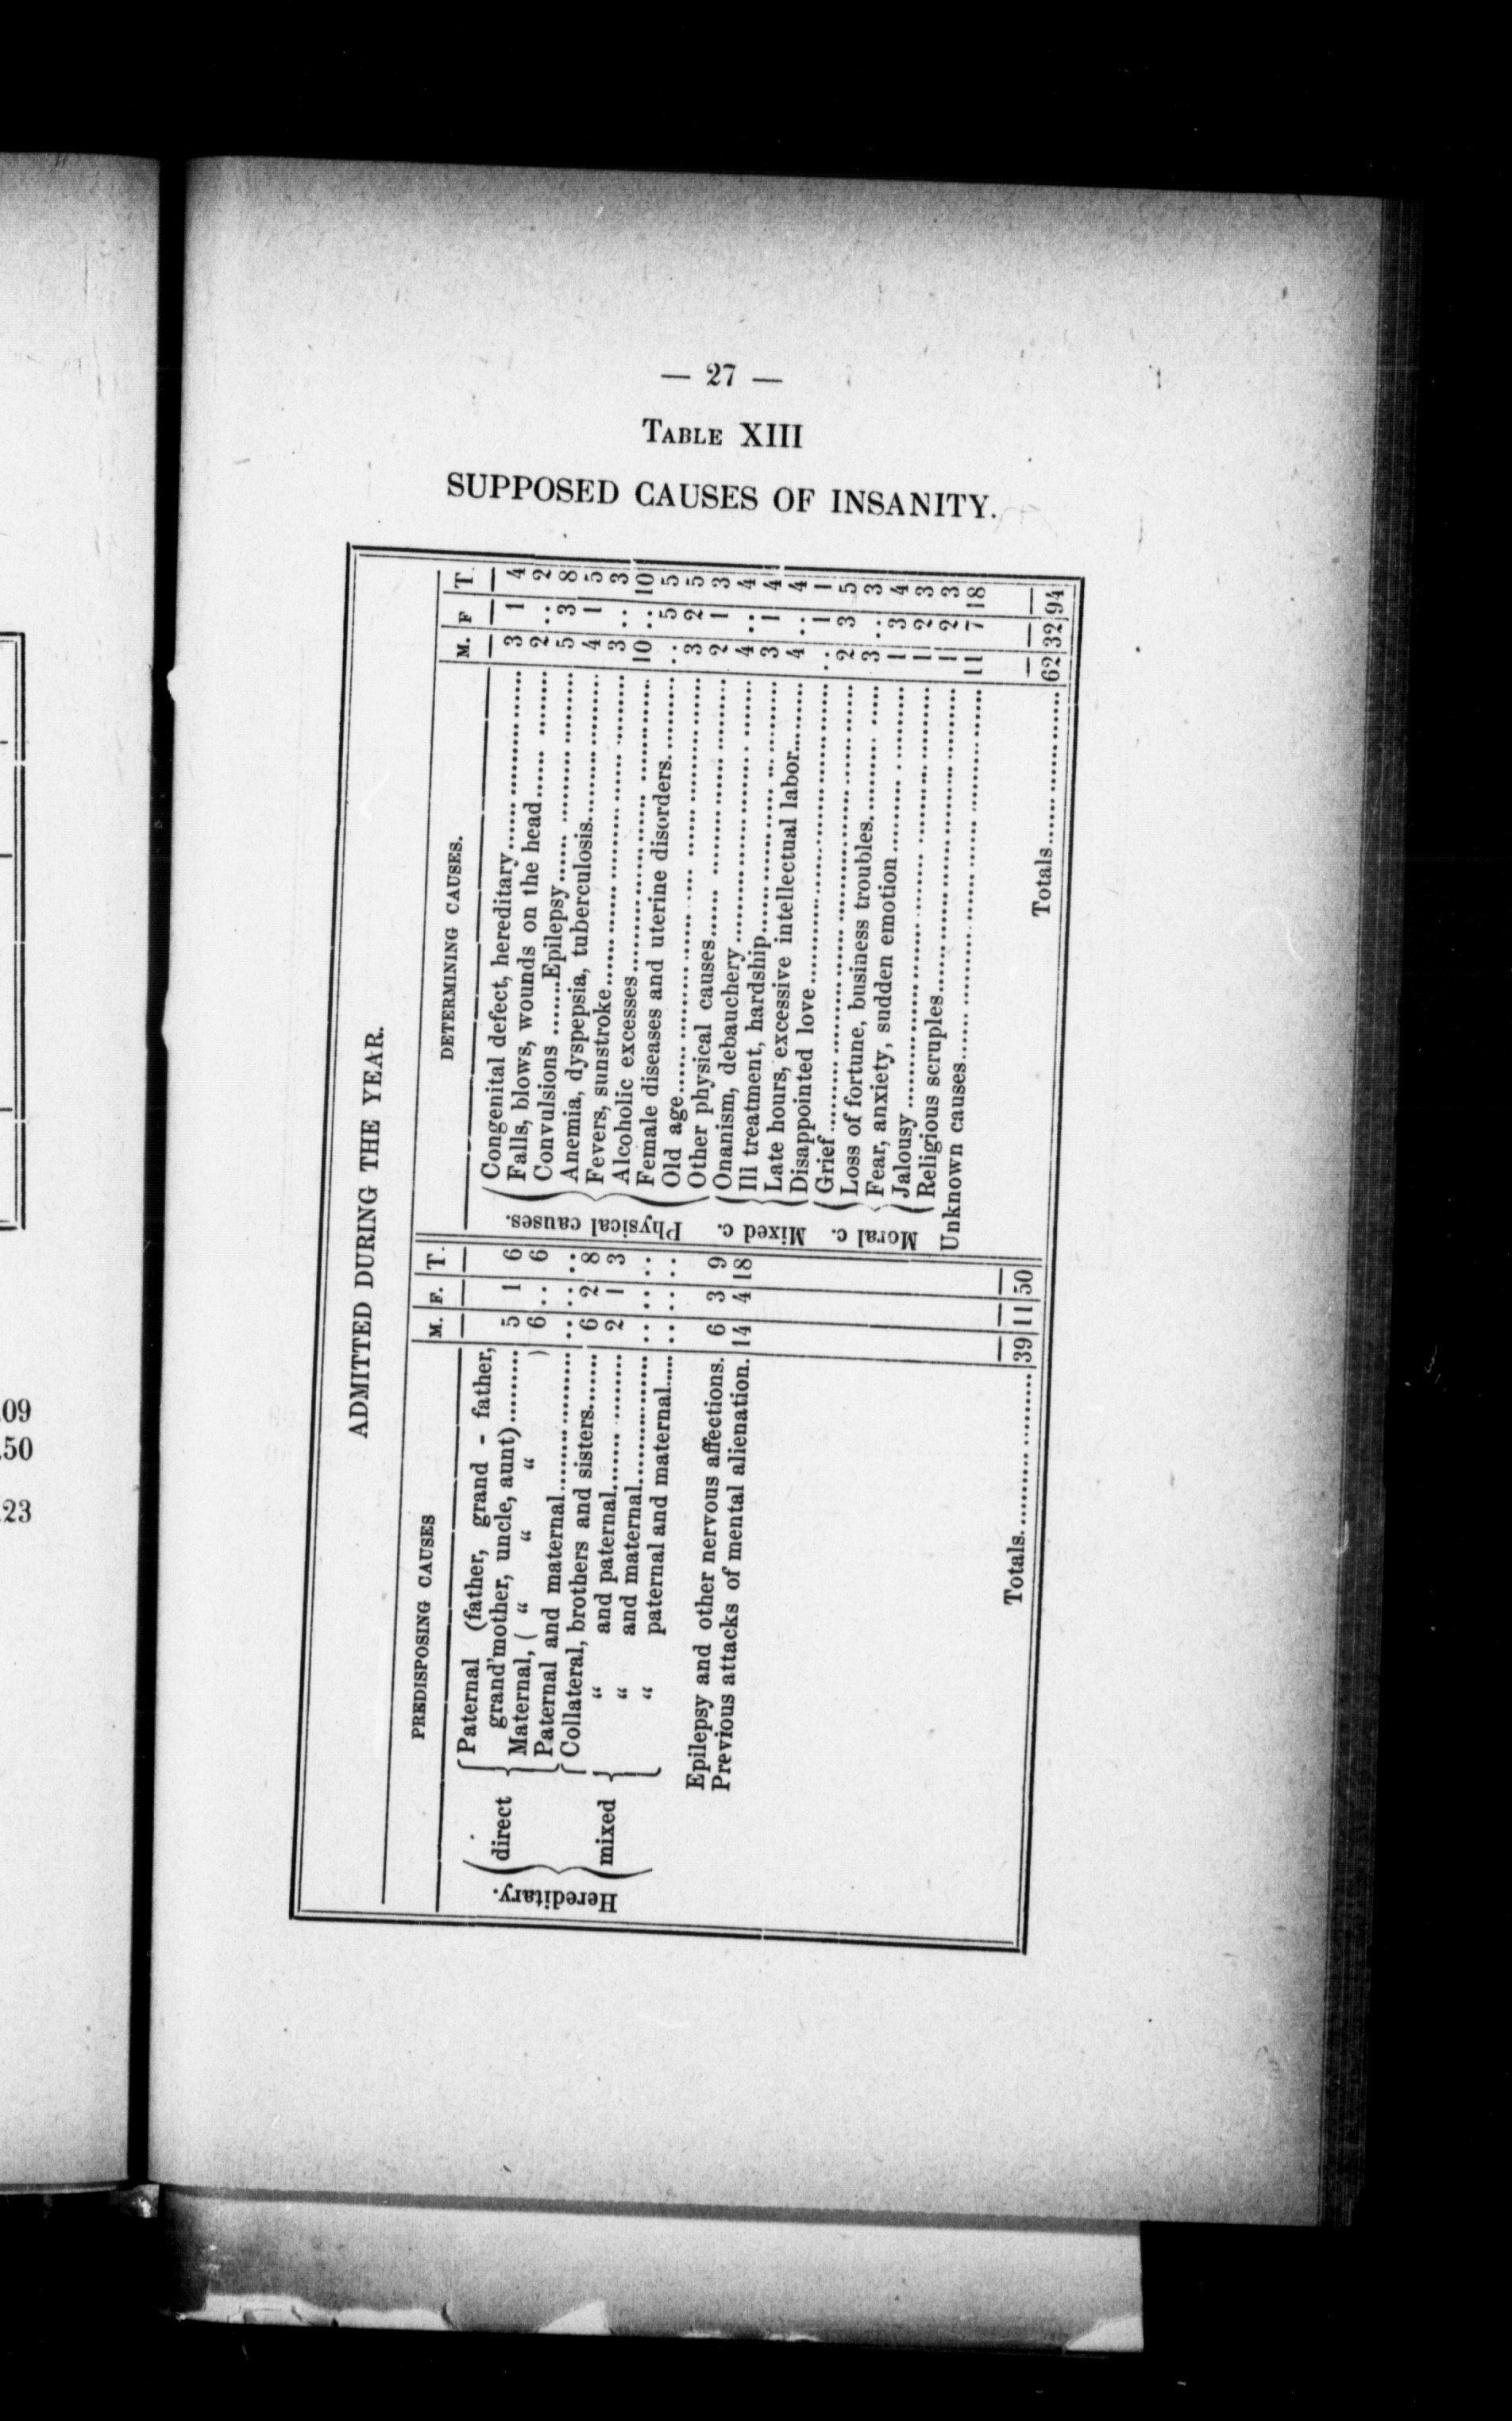 .09
.50
.23
— 27 —
TABLE XIII
SUPPOSED CAUSES OF INSANITY.
ADMITTED DURING THE YEAR.
PREDISPOSING CAUSES M. F. T.
Hereditary.
direct
Paternal (father, grand - father,
grand'mother, uncle, aunt).......... 5 1 6
Maternal, ( “ “ “ ) 6 .. 6
Paternal and maternal.................... .. .. ..
mixed
Collateral, brothers and sisters....... 6 2 8
“ and paternal................ 2 1 3
“ and maternal................ .. .. ..
“ paternal and maternal..... .. .. ..
Epilepsy and other nervous affections. 6 3 9
Previous attacks of mental alienation. 14 4 18
Totals.................... 39 11 50
DETERMINING CAUSES. M. F T.
Physical causes.
Congenital defect, hereditary.................... 3 1 4
Falls, blows, wounds on the head.............. 2 .. 2
Convulsions .......Epilepsy........................ 5 3 8
Anemia, dyspepsia, tuberculosis................ 4 1 5
Fevers, sunstroke.................................... 3 .. 3
Alcoholic excesses................................... 10 .. 10
Female diseases and uterine disorders.......... .. 5 5
Old age................................................ 3 2 5
Other physical causes............................. 2 1 3
Mixed c.
Onanism, debauchery............................... 4 .. 4
Ill treatment, hardship............................. 3 1 4
Late hours, excessive intellectual labor......... 4 .. 4
Moral c.
Disappointed love................................... .. 1 1
Grief.................................................... 2 3 5
Loss of fortune, business troubles............... 3 .. 3
Fear, anxiety, sudden emotion................... 1 3 4
Jalousy................................................ 1 2 3
Religious scruples................................... 1 2 3
Unknown causes..................................... 11 7 18
Totals.................... 62 32 94